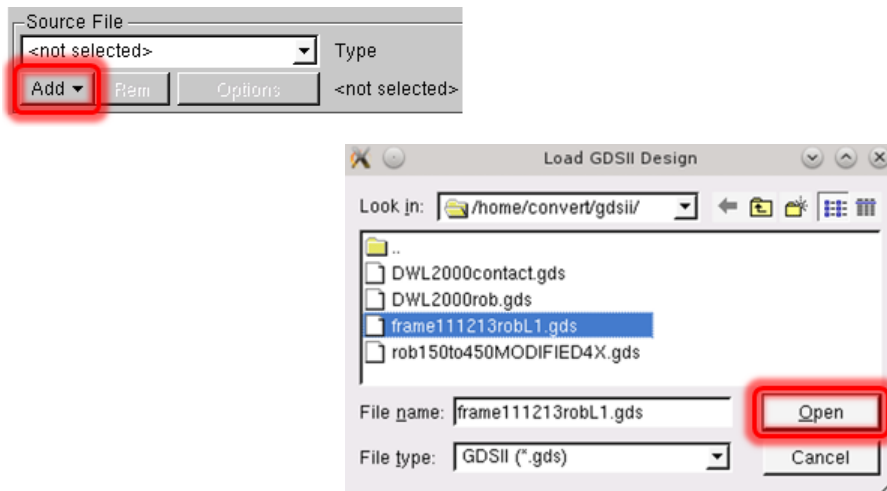 Source File
<not selected>
Type
Add
Rem
Options
<not selected>
Load GDSII Design
Look in:
/home/convert/gdsii/
..
DWL2000contact.gds
DWL2000rob.gds
frame111213robL1.gds
rob150to450MODIFIED4X.gds
File name:
frame111213robL1.gds
Open
File type:
GDSII (*.gds)
Cancel